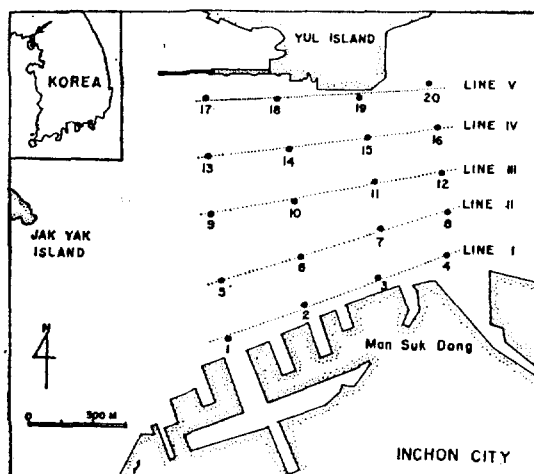 YUL ISLAND
KOREA
17
18
19
20
LINE V
13
14
15
16
LINE IV
9
10
11
12
LINE III
JAK YAK
ISLAND
5
6
7
8
LINE II
1
2
3
4
LINE I
N
Man Suk Dong
0
500 M
INCHON CITY